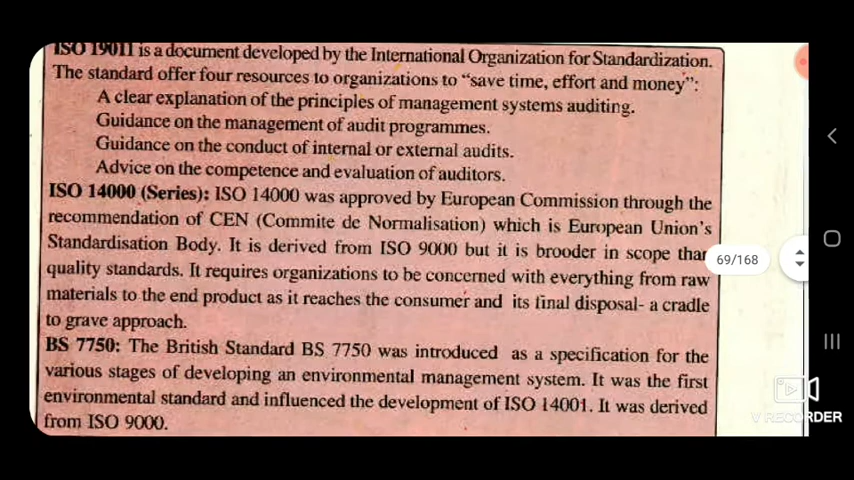 ISO 19011 is a document developed by the International Organization for Standardization.
The standard offer four resources to organizations to “save time, effort and money”:
A clear explanation of the principles of management systems auditing.
Guidance on the management of audit programmes.
Guidance on the conduct of internal or external audits.
Advice on the competence and evaluation of auditors.
ISO 14000 (Series): ISO 14000 was approved by European Commission through the
recommendation of CEN (Commite de Normalisation) which is European Union's
Standardisation Body. It is derived from ISO 9000 but it is brooder in scope than
quality standards. It requires organizations to be concerned with everything from raw
materials to the end product as it reaches the consumer and its final disposal- a cradle
to grave approach.
BS 7750: The British Standard BS 7750 was introduced as a specification for the
various stages of developing an environmental management system. It was the first
environmental standard and influenced the development of ISO 14001. It was derived
from ISO 9000.
69/168
V RECORDER